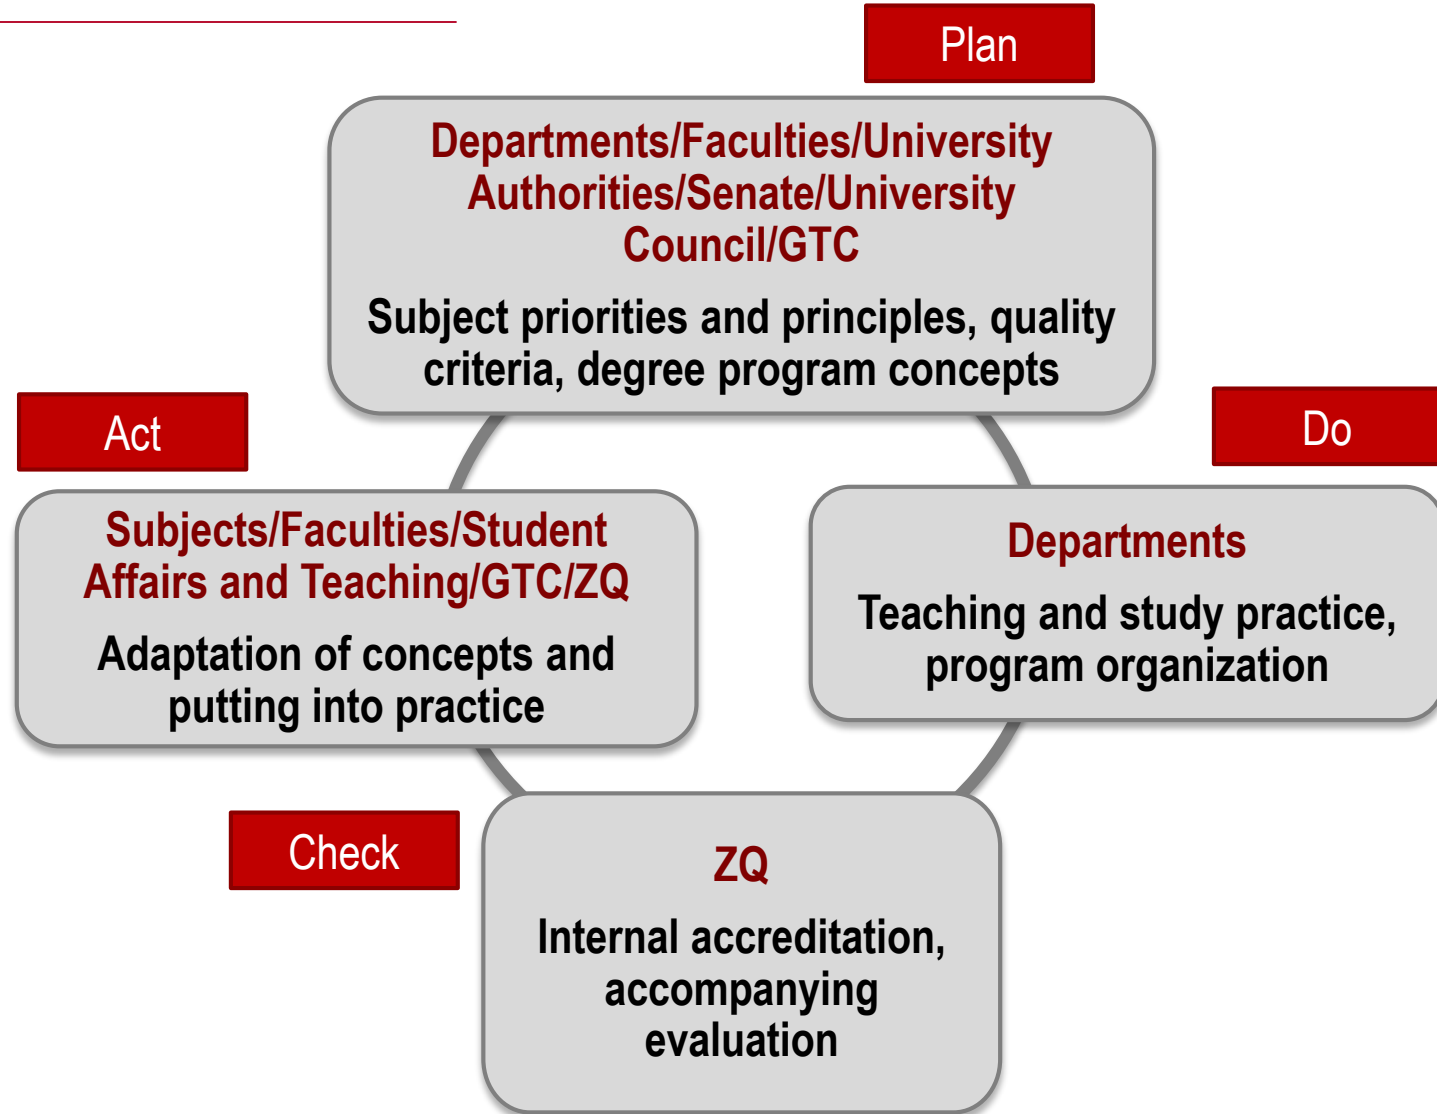 Plan
Departments/Faculties/University
Authorities/Senate/University
Council/GTC
Subject priorities and principles, quality
criteria, degree program concepts
Act
Do
Subjects/Faculties/Student
Affairs and Teaching/GTC/ZQ
Adaptation of concepts and
putting into practice
Departments
Teaching and study practice,
program organization
Check
ZQ
Internal accreditation,
accompanying
evaluation